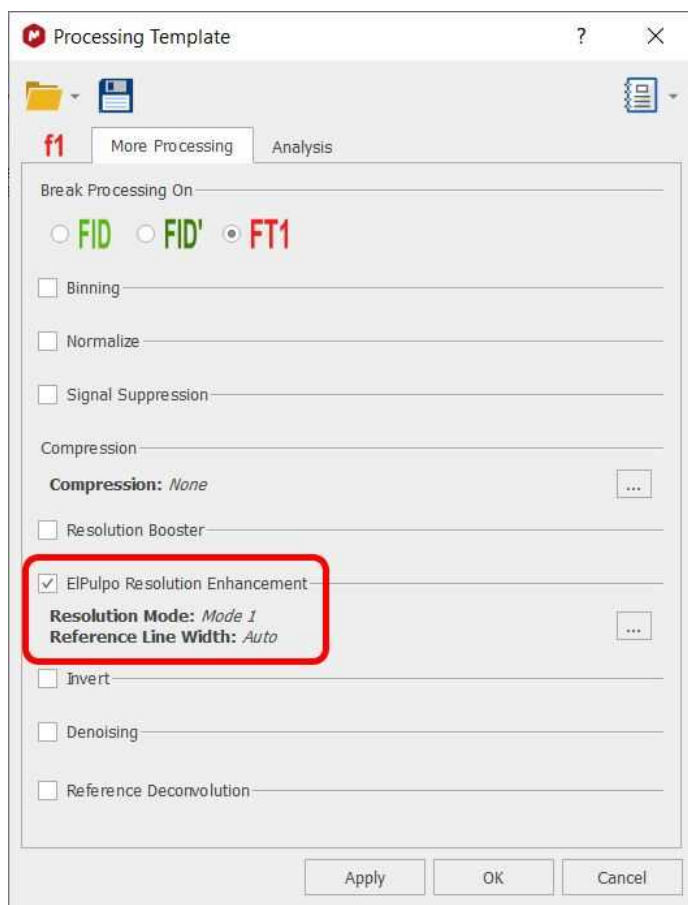 Processing Template
f1 More Processing Analysis
Break Processing On
FID FID' FT1
Binning
Normalize
Signal Suppression
Compression
Compression: None
...
Resolution Booster
ElPulpo Resolution Enhancement
Resolution Mode: Mode 1
Reference Line Width: Auto
...
Invert
Denoising
Reference Deconvolution
Apply OK Cancel